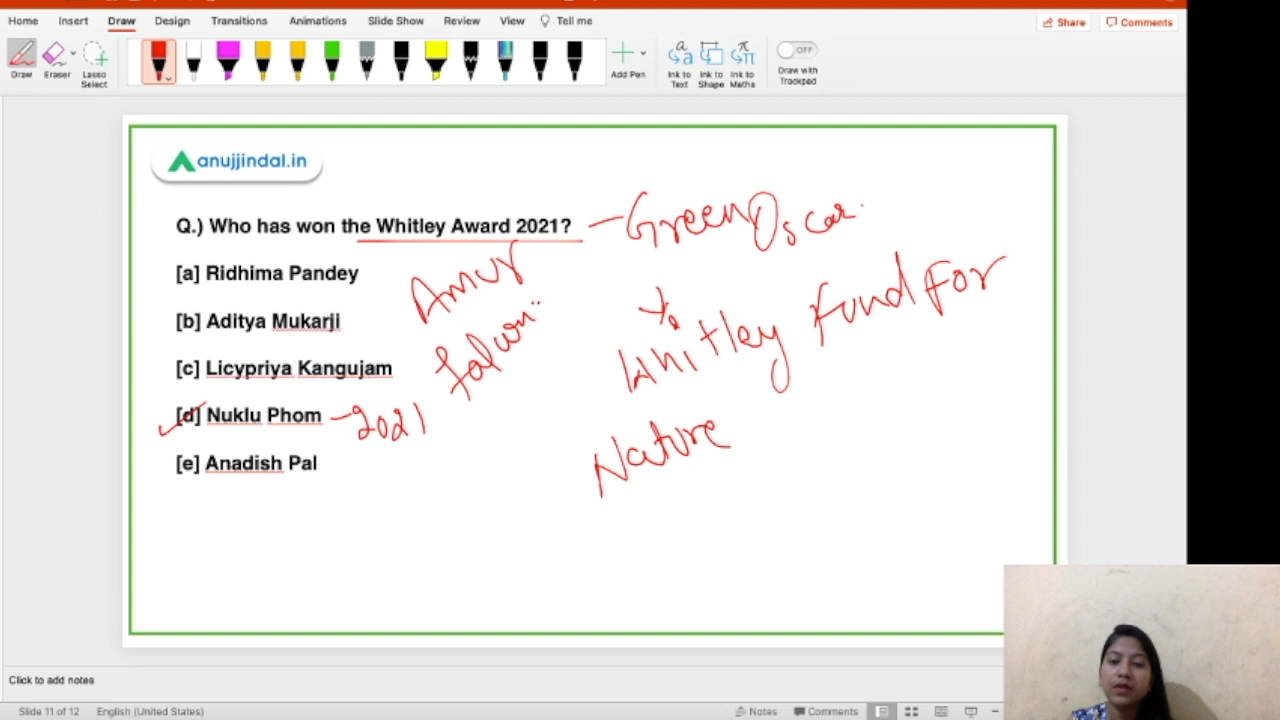 Home Insert Draw Design Transitions Animations Slide Show Review View Tell me Share Comments
Draw Eraser Lasso Select Add Pen Ink to Text Ink to Shape Ink to Maths OFF Draw with Trackpad
anujjindal.in
Q.) Who has won the Whitley Award 2021? - Green Oscar.
[a] Ridhima Pandey
Amur
[b] Aditya Mukarji
Whitley Fund For
[c] Licypriya Kangujam
[d] Nuklu Phom - 2021
Nature
[e] Anadish Pal
Click to add notes
Slide 11 of 12 English (United States) Notes Comments